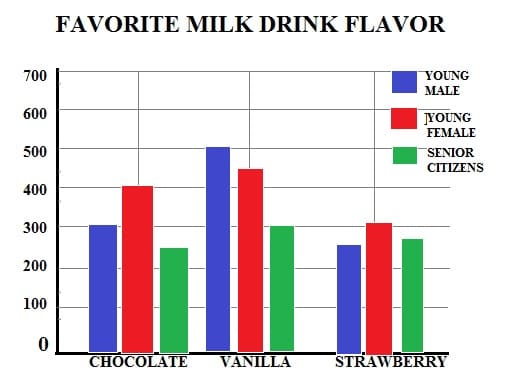 FAVORITE MILK DRINK FLAVOR
700
600
500
400
300
200
100
0
YOUNG
MALE
YOUNG
FEMALE
SENIOR
CITIZENS
CHOCOLATE VANILLA STRAWBERRY